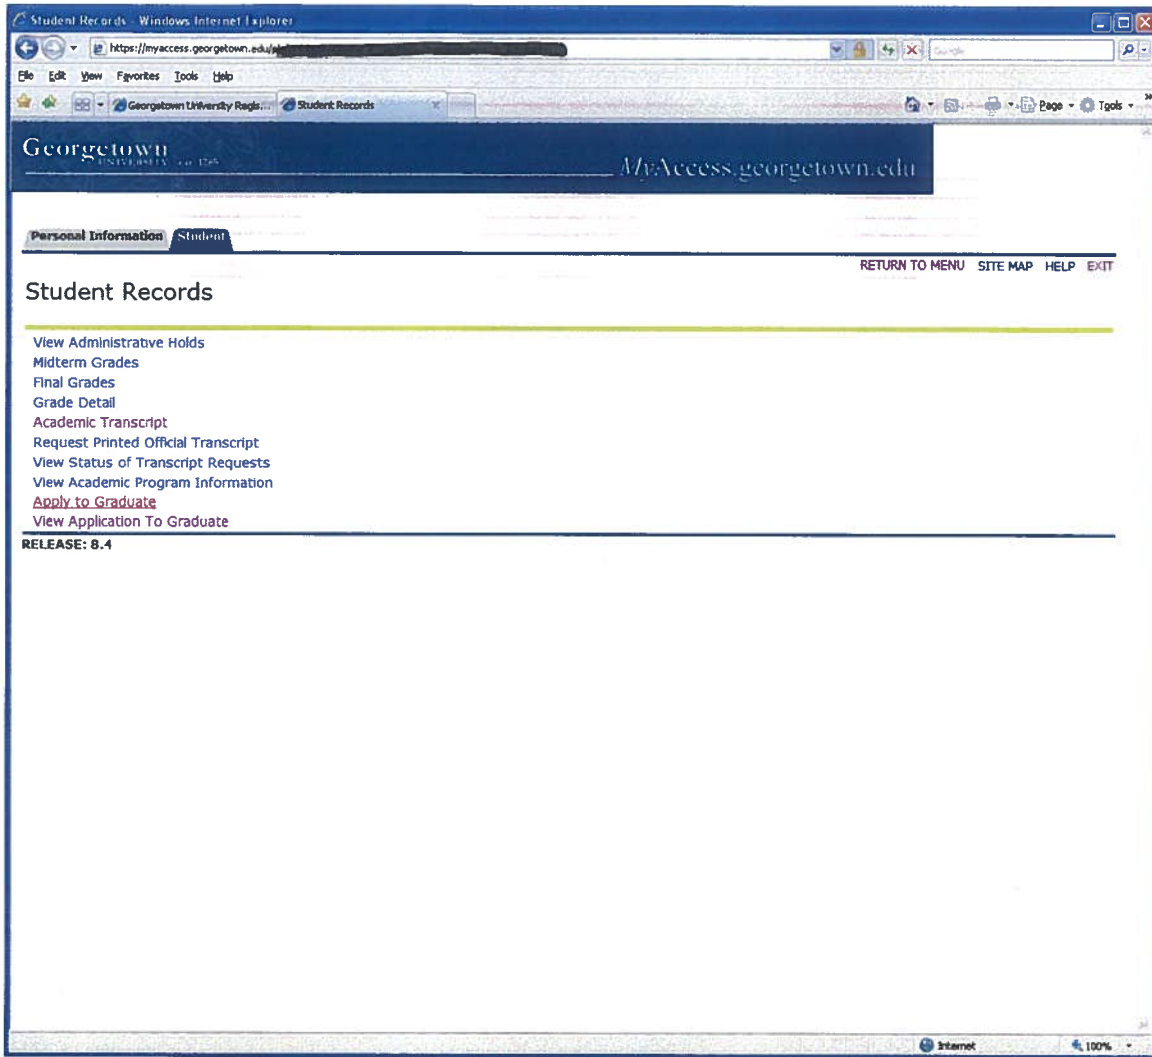 Student Records - Windows Internet Explorer
https://myaccess.georgetown.edu/
File Edit View Favorites Tools Help
Georgetown University Regis... Student Records Page Tools
Georgetown
UNIVERSITY
MyAccess.georgetown.edu
Personal Information Student
RETURN TO MENU SITE MAP HELP EXIT
Student Records
View Administrative Holds
Midterm Grades
Final Grades
Grade Detail
Academic Transcript
Request Printed Official Transcript
View Status of Transcript Requests
View Academic Program Information
Apply to Graduate
View Application To Graduate
RELEASE: 8.4
Internet 100%